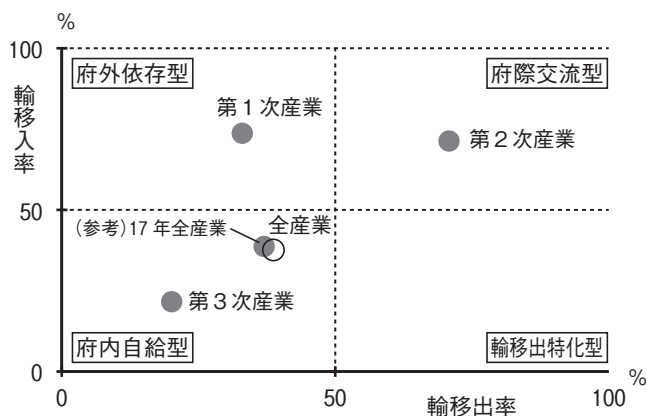 %
100
府外依存型
府際交流型
輸移入率
第1次産業
第2次産業
50
(参考)17年全産業
全産業
第3次産業
府内自給型
輸移出特化型
0
0
50
100
%
輸移出率